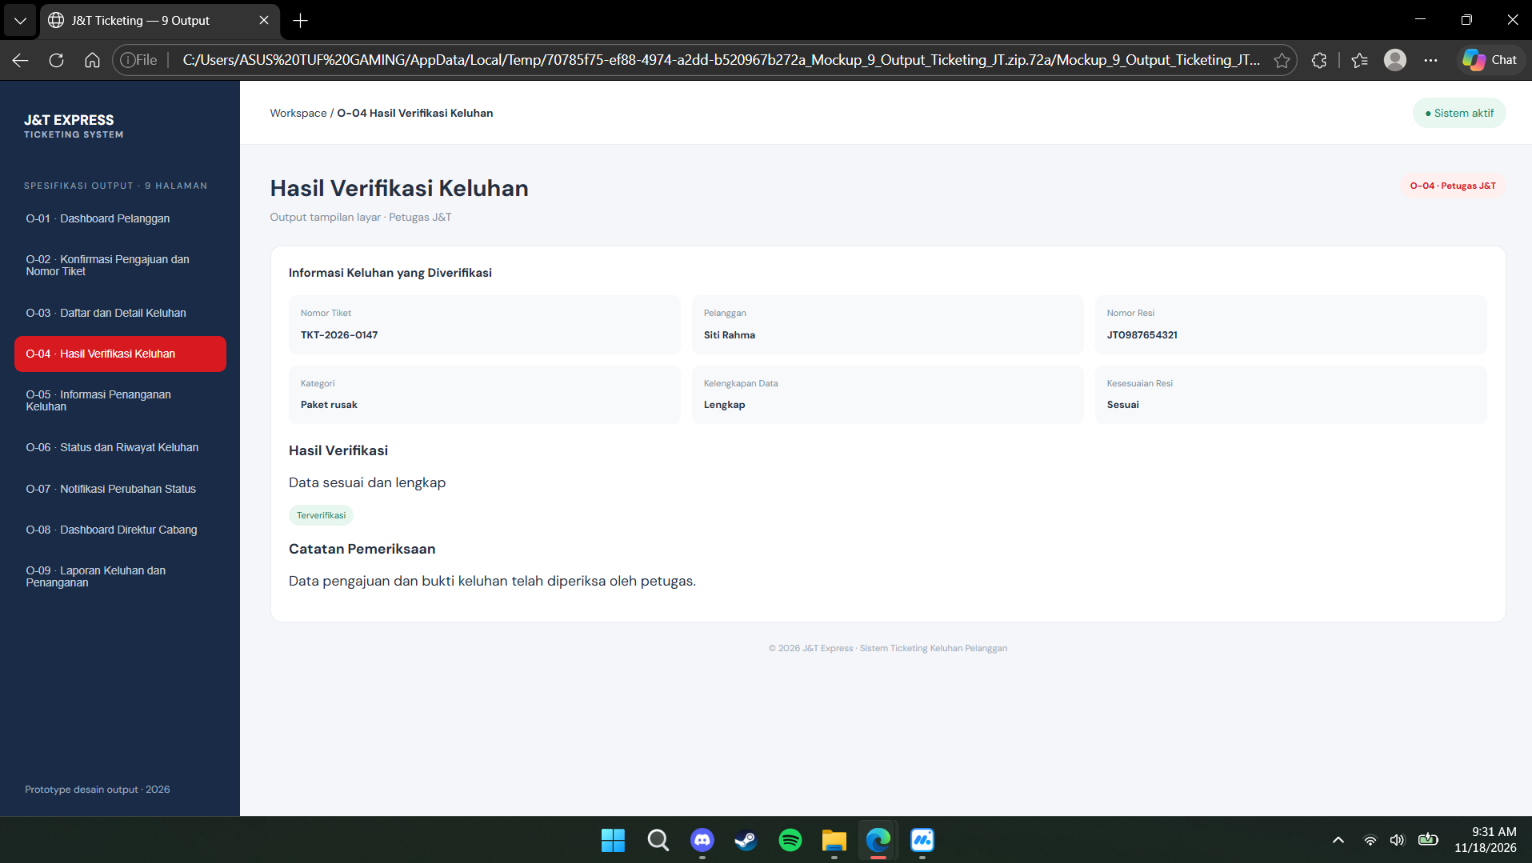 J&T Ticketing — 9 Output
File
C:/Users/ASUS%20TUF%20GAMING/AppData/Local/Temp/70785f75-ef88-4974-a2dd-b520967b272a_Mockup_9_Output_Ticketing_JT.zip.72a/Mockup_9_Output_Ticketing_JT...
Chat
J&T EXPRESS
TICKETING SYSTEM
SPESIFIKASI OUTPUT · 9 HALAMAN
O-01 · Dashboard Pelanggan
O-02 · Konfirmasi Pengajuan dan
Nomor Tiket
O-03 · Daftar dan Detail Keluhan
O-04 · Hasil Verifikasi Keluhan
O-05 · Informasi Penanganan
Keluhan
O-06 · Status dan Riwayat Keluhan
O-07 · Notifikasi Perubahan Status
O-08 · Dashboard Direktur Cabang
O-09 · Laporan Keluhan dan
Penanganan
Prototype desain output · 2026
Workspace / O-04 Hasil Verifikasi Keluhan
● Sistem aktif
Hasil Verifikasi Keluhan
O-04 · Petugas J&T
Output tampilan layar · Petugas J&T
Informasi Keluhan yang Diverifikasi
Nomor Tiket
TKT-2026-0147
Pelanggan
Siti Rahma
Nomor Resi
JT0987654321
Kategori
Paket rusak
Kelengkapan Data
Lengkap
Kesesuaian Resi
Sesuai
Hasil Verifikasi
Data sesuai dan lengkap
Terverifikasi
Catatan Pemeriksaan
Data pengajuan dan bukti keluhan telah diperiksa oleh petugas.
© 2026 J&T Express · Sistem Ticketing Keluhan Pelanggan
9:31 AM
11/18/2026